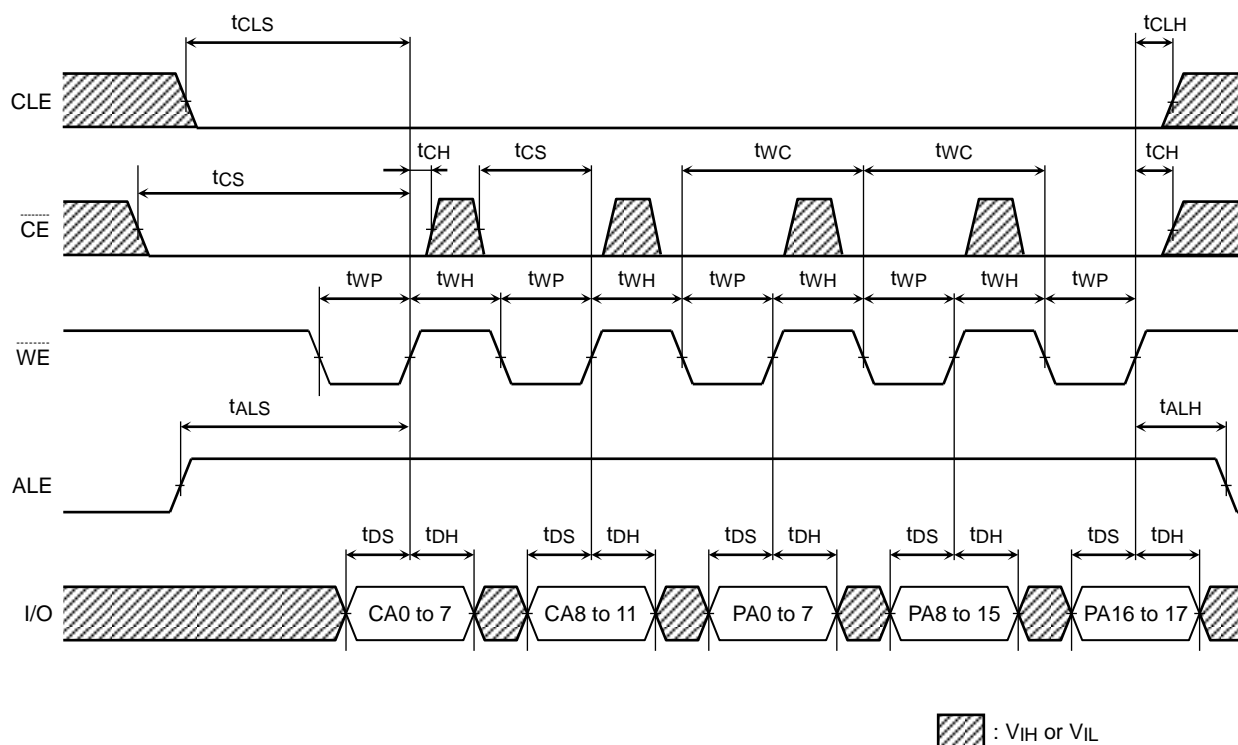 tCLS tCLH
CLE
tCH tCS tWC tWC tCH
tCS
CE
tWP tWH tWP tWH tWP tWH tWP tWH tWP
WE
tALS tALH
ALE
tDS tDH tDS tDH tDS tDH tDS tDH tDS tDH
I/O CA0 to 7 CA8 to 11 PA0 to 7 PA8 to 15 PA16 to 17
: VIH or VIL